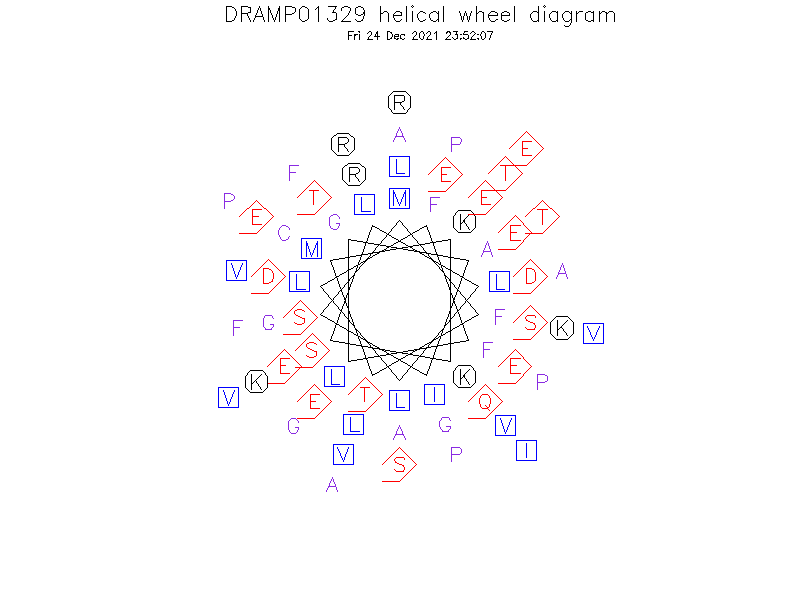 DRAMP01329 helical wheel diagram
Fri 24 Dec 2021 23:52:07
R
R A P E
F R L E T
T L M F E
P E G K E T
C M A
V D L L D A
F G S F S K V
S F
V K E L K E P
E L T L I Q
G L A G V
V S P I
A